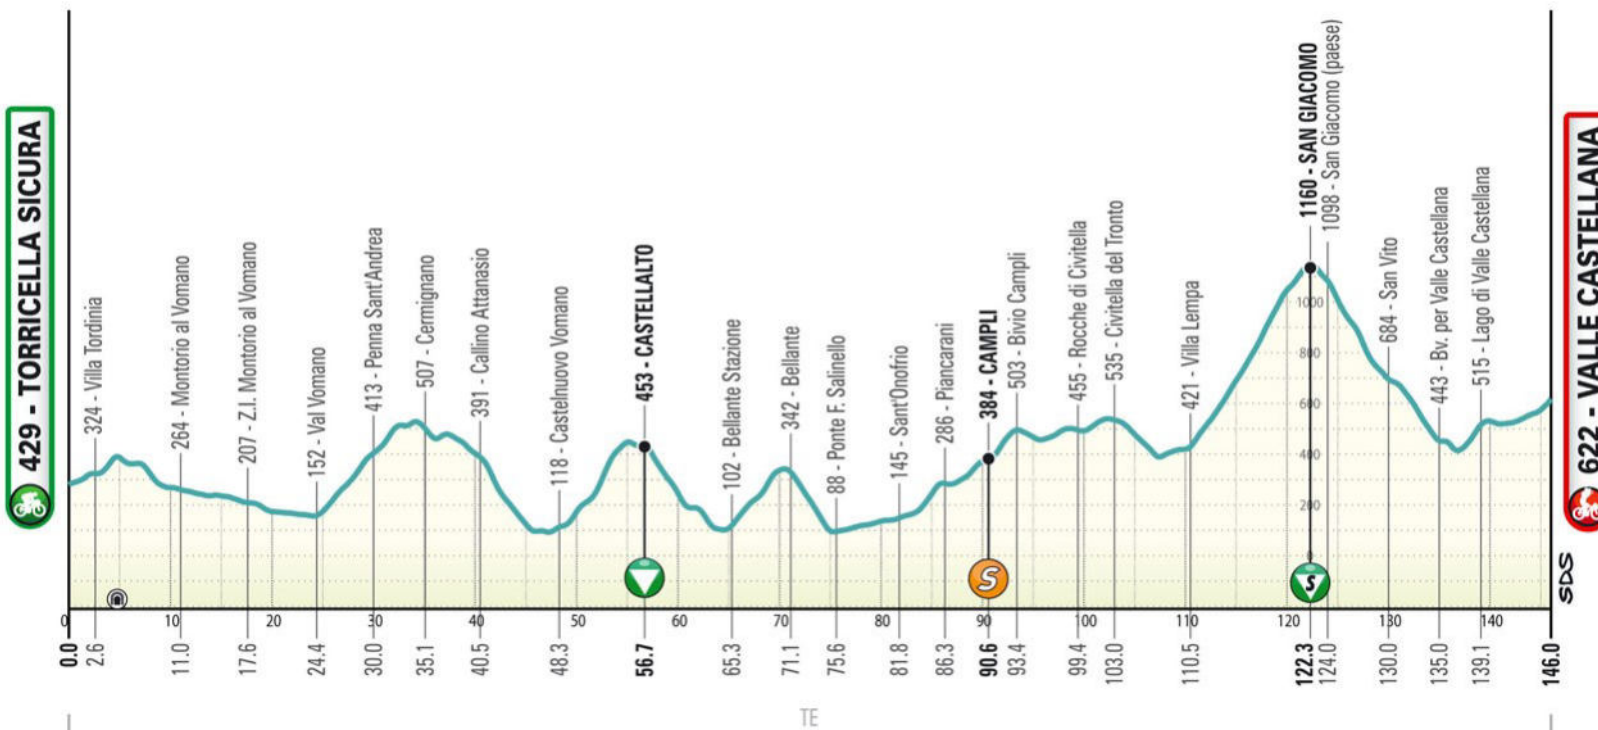 429 - TORRICELLA SICURA
324 - Villa Tordinia
264 - Montorio al Vomano
207 - Z.I. Montorio al Vomano
152 - Val Vomano
413 - Penna Sant'Andrea
507 - Cermignano
391 - Callino Attanasio
118 - Castelnuovo Vomano
453 - CASTELLALTO
102 - Bellante Stazione
342 - Bellante
88 - Ponte F. Salinello
145 - Sant'Onofrio
286 - Piancarani
384 - CAMPLI
503 - Bivio Campli
455 - Rocche di Civitella
535 - Civitella del Tronto
421 - Villa Lempa
1160 - SAN GIACOMO
1098 - San Giacomo (paese)
684 - San Vito
443 - Bv. per Valle Castellana
515 - Lago di Valle Castellana
622 - VALLE CASTELLANA
1000
800
600
400
200
0
S
S
SDS
0 10 20 30 40 50 60 70 80 90 100 110 120 130 140
0.0 2.6 11.0 17.6 24.4 30.0 35.1 40.5 48.3 56.7 65.3 71.1 75.6 81.8 86.3 90.6 93.4 99.4 103.0 110.5 122.3 124.0 130.0 135.0 139.1 146.0
TE